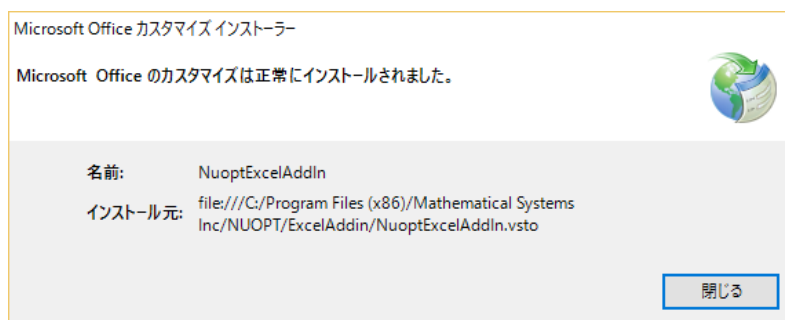 Microsoft Office カスタマイズ インストーラー
Microsoft Office のカスタマイズは正常にインストールされました。
名前: NuoptExcelAddIn
インストール元: file:///C:/Program Files (x86)/Mathematical Systems
Inc/NUOPT/ExcelAddin/NuoptExcelAddIn.vsto
閉じる